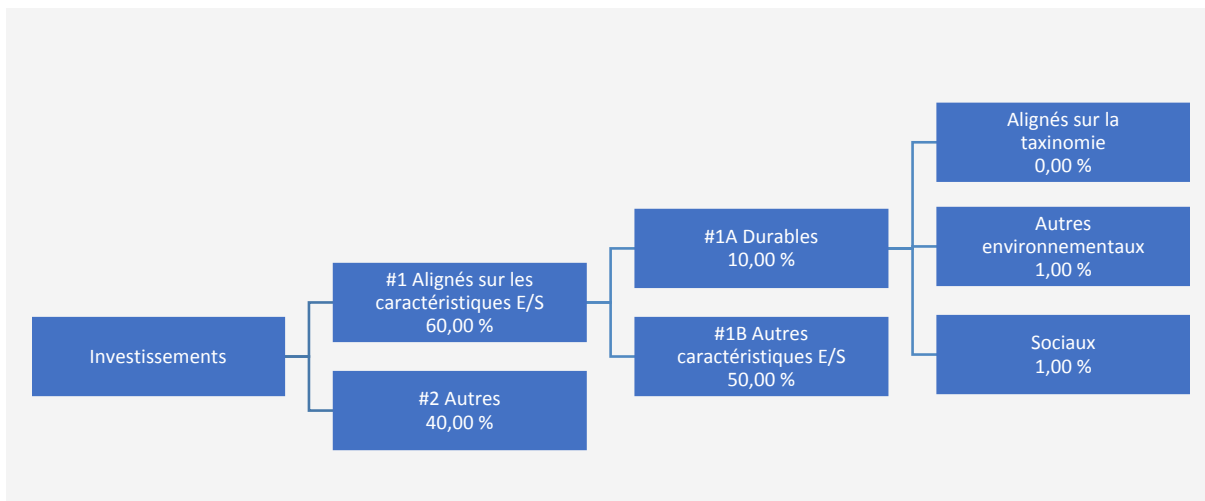 Investissements
#1 Alignés sur les
caractéristiques E/S
60,00 %
#2 Autres
40,00 %
#1A Durables
10,00 %
#1B Autres
caractéristiques E/S
50,00 %
Alignés sur la
taxinomie
0,00 %
Autres
environnementaux
1,00 %
Sociaux
1,00 %